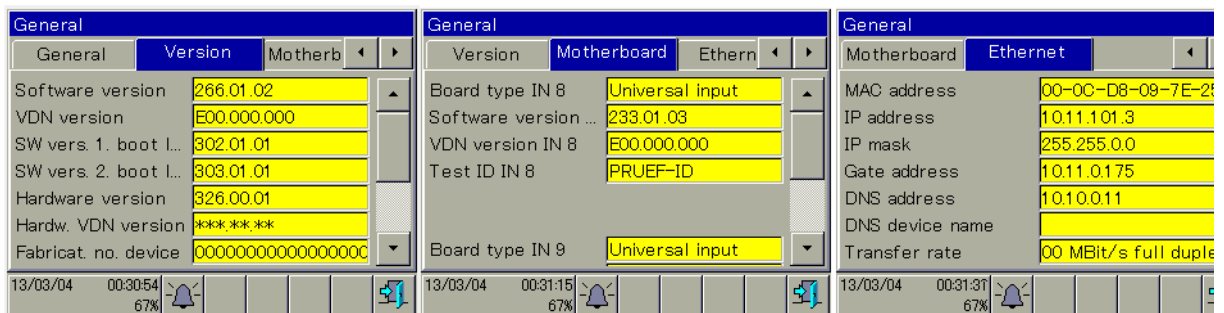 General
General Version Motherb
Software version 266.01.02
VDN version E00.000.000
SW vers. 1. boot l... 302.01.01
SW vers. 2. boot l... 303.01.01
Hardware version 326.00.01
Hardw. VDN version ***.**.**
Fabricat. no. device 00000000000000000
13/03/04 00:30:54
67%
General
Version Motherboard Ethern
Board type IN 8 Universal input
Software version ... 233.01.03
VDN version IN 8 E00.000.000
Test ID IN 8 PRUEF-ID
Board type IN 9 Universal input
13/03/04 00:31:15
67%
General
Motherboard Ethernet
MAC address 00-0C-D8-09-7E-25
IP address 10.11.101.3
IP mask 255.255.0.0
Gate address 10.11.0.175
DNS address 10.10.0.11
DNS device name
Transfer rate 00 MBit/s full duple
13/03/04 00:31:31
67%